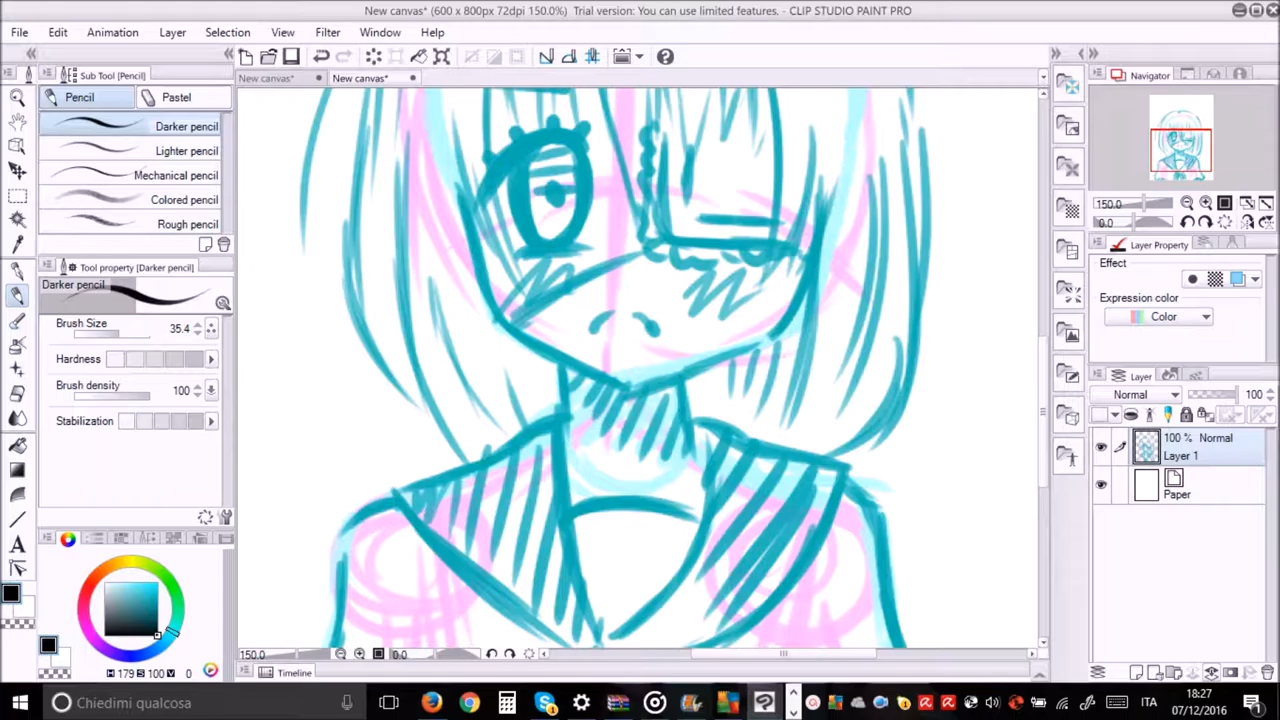 New canvas* (600 x 800px 72dpi 150.0%) Trial version: You can use limited features. - CLIP STUDIO PAINT PRO
File Edit Animation Layer Selection View Filter Window Help
Sub Tool [Pencil]
New canvas* New canvas*
Navigator
Pencil Pastel
Darker pencil
Lighter pencil
Mechanical pencil
Colored pencil
Rough pencil
150.0
0.0
Layer Property
Effect
Expression color
Color
Tool property [Darker pencil]
Darker pencil
Brush Size 35.4
Hardness
Brush density 100
Stabilization
Layer
Normal 100
100 % Normal
Layer 1
Paper
150.0 0.0
Timeline
H 179 S 100 V 0
Chiedimi qualcosa
ITA
18:27
07/12/2016